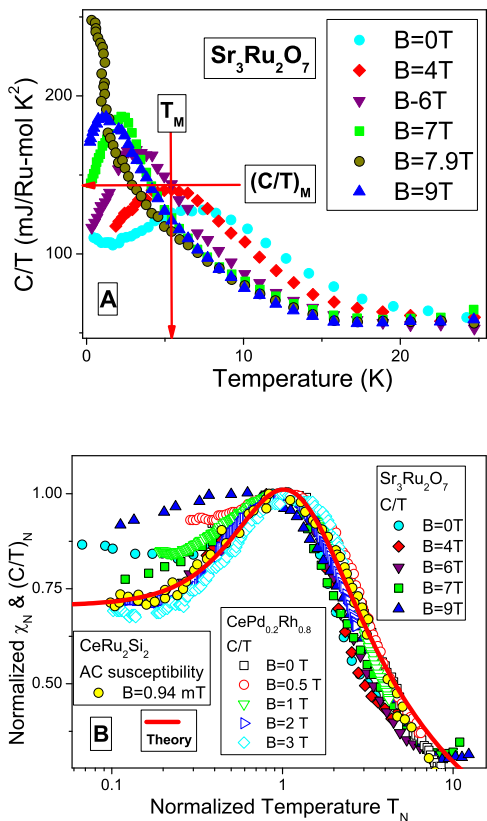 Sr3Ru2O7
B=0T
B=4T
B-6T
B=7T
B=7.9T
B=9T
TM
(C/T)M
A
C/T (mJ/Ru-mol K2)
200
100
0
10
20
Temperature (K)
Normalized χN & (C/T)N
1.00
0.75
0.50
Sr3Ru2O7
C/T
B=0T
B=4T
B=6T
B=7T
B=9T
CeRu2Si2
AC susceptibility
B=0.94 mT
B
Theory
CePd0.2Rh0.8
C/T
B=0 T
B=0.5 T
B=1 T
B=2 T
B=3 T
0.1
1
10
Normalized Temperature TN